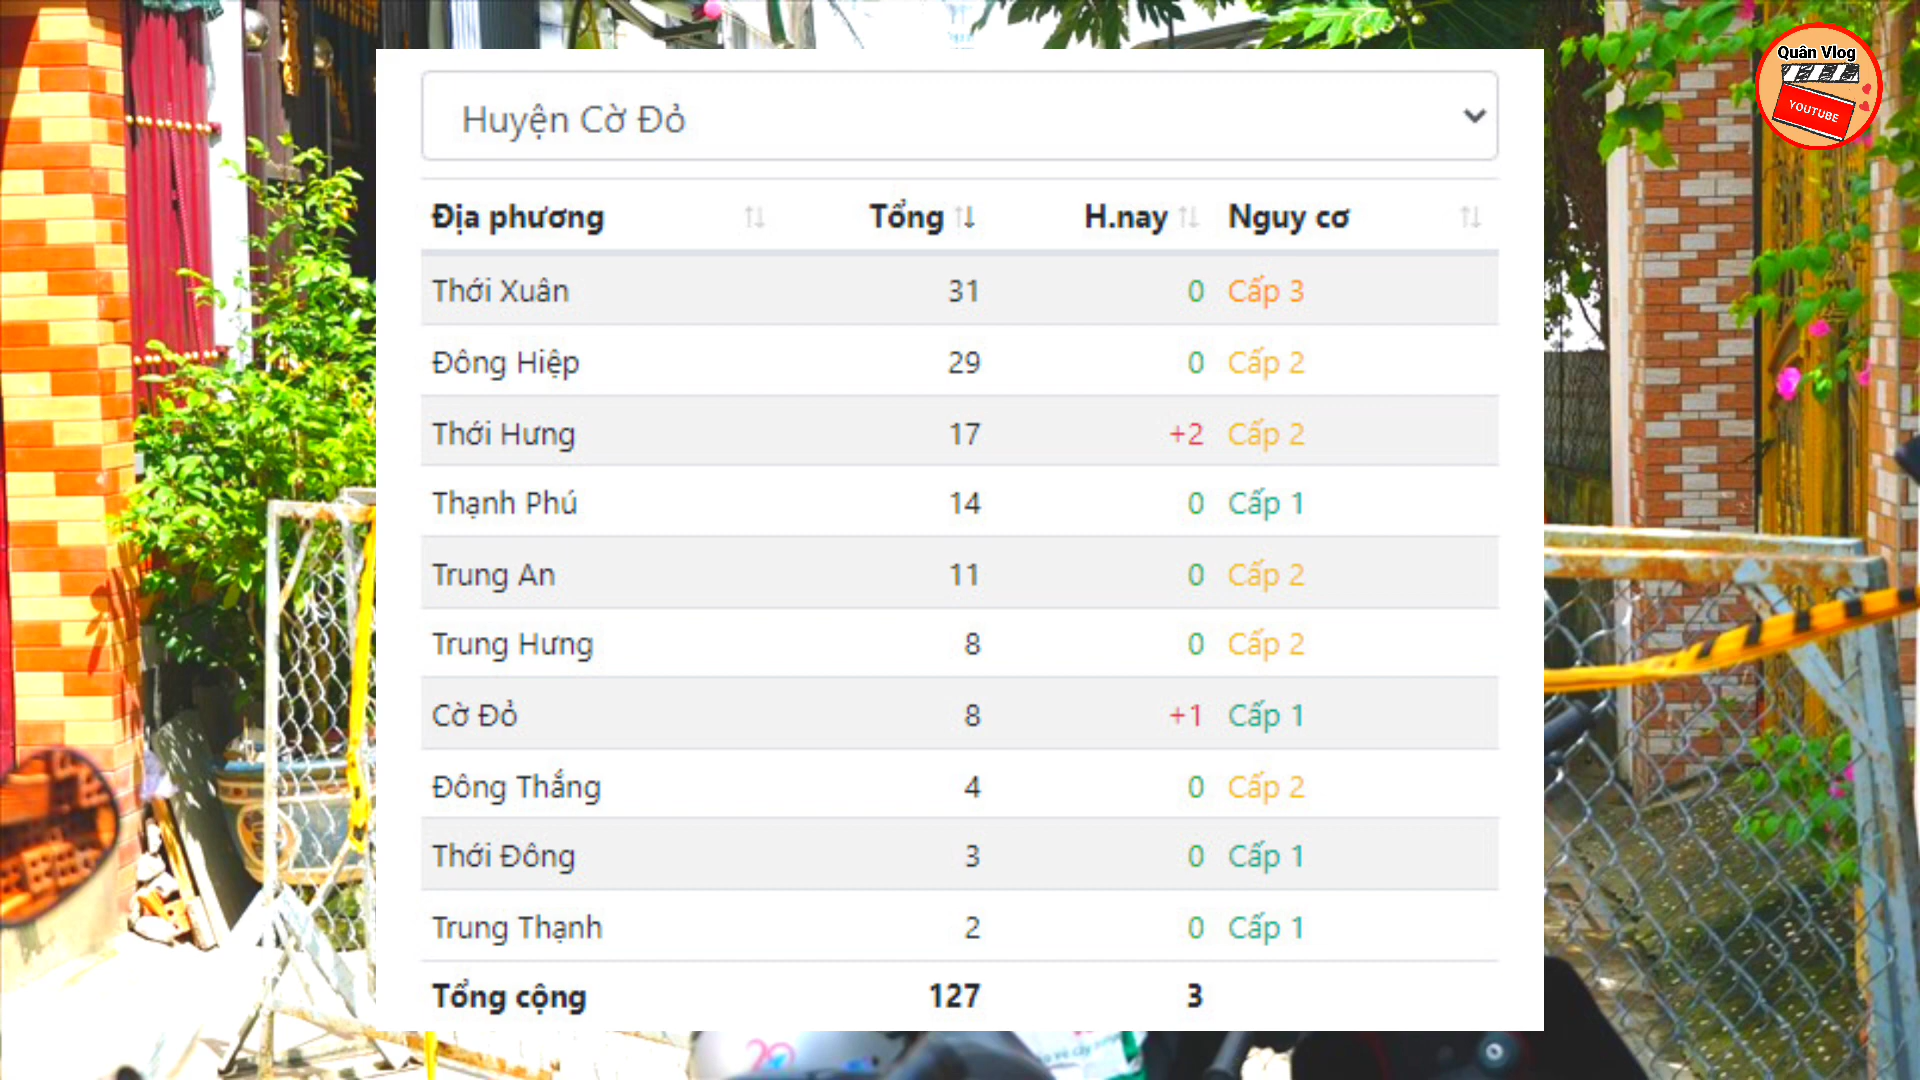 Quân Vlog
YOUTUBE
Huyện Cờ Đỏ
Địa phương Tổng H.nay Nguy cơ
Thới Xuân 31 0 Cấp 3
Đông Hiệp 29 0 Cấp 2
Thới Hưng 17 +2 Cấp 2
Thạnh Phú 14 0 Cấp 1
Trung An 11 0 Cấp 2
Trung Hưng 8 0 Cấp 2
Cờ Đỏ 8 +1 Cấp 1
Đông Thắng 4 0 Cấp 2
Thới Đông 3 0 Cấp 1
Trung Thạnh 2 0 Cấp 1
Tổng cộng 127 3